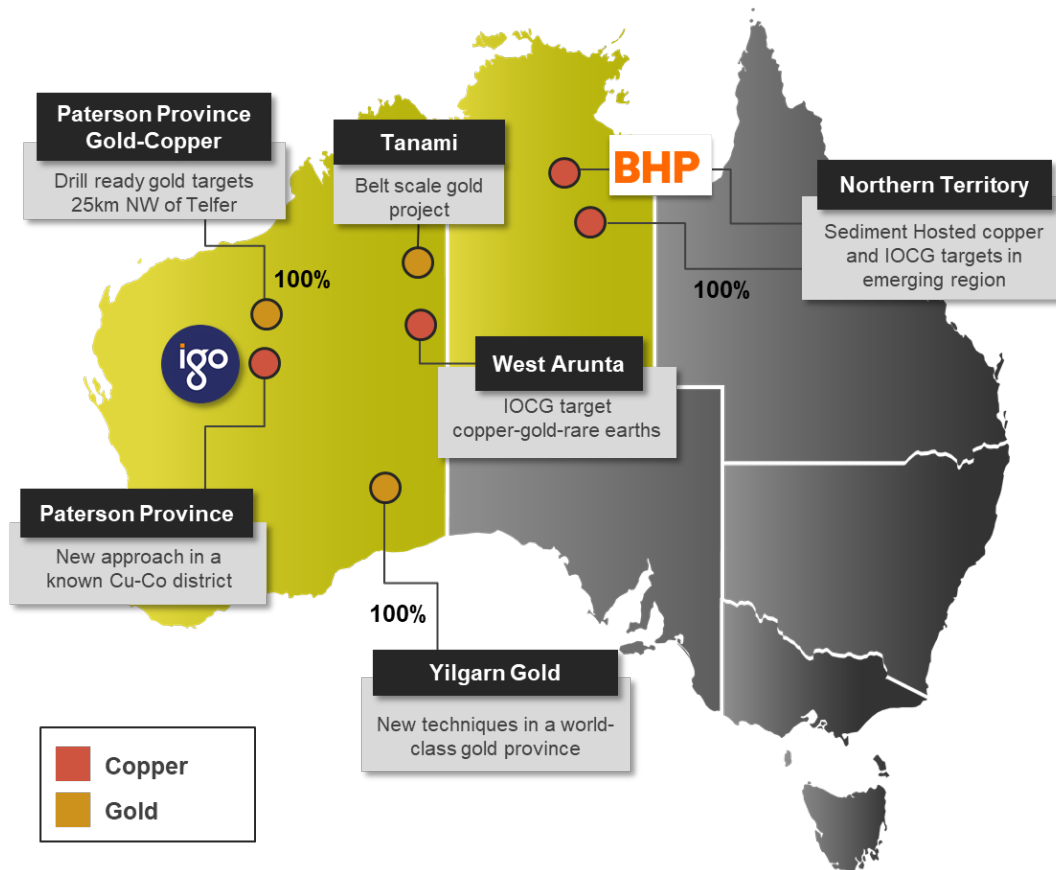 Paterson Province
Gold-Copper
Drill ready gold targets
25km NW of Telfer
100%
Tanami
Belt scale gold
project
BHP
Northern Territory
Sediment Hosted copper
and IOCG targets in
emerging region
100%
igo
West Arunta
IOCG target
copper-gold-rare earths
Paterson Province
New approach in a
known Cu-Co district
100%
Yilgarn Gold
New techniques in a world-
class gold province
Copper
Gold